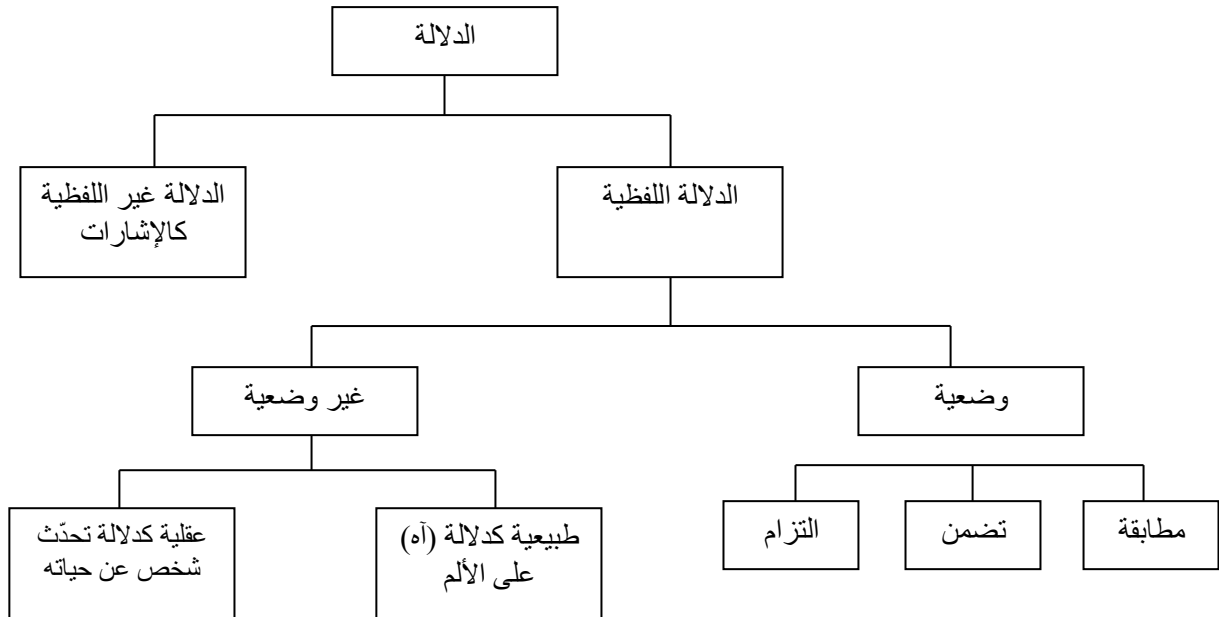 الدلالة
الدلالة اللفظية
الدلالة غير اللفظية
كالإشارات
وضعية
غير وضعية
مطابقة
تضمن
التزام
طبيعية كدلالة (آه)
على الألم
عقلية كدلالة تحدّث
شخص عن حياته